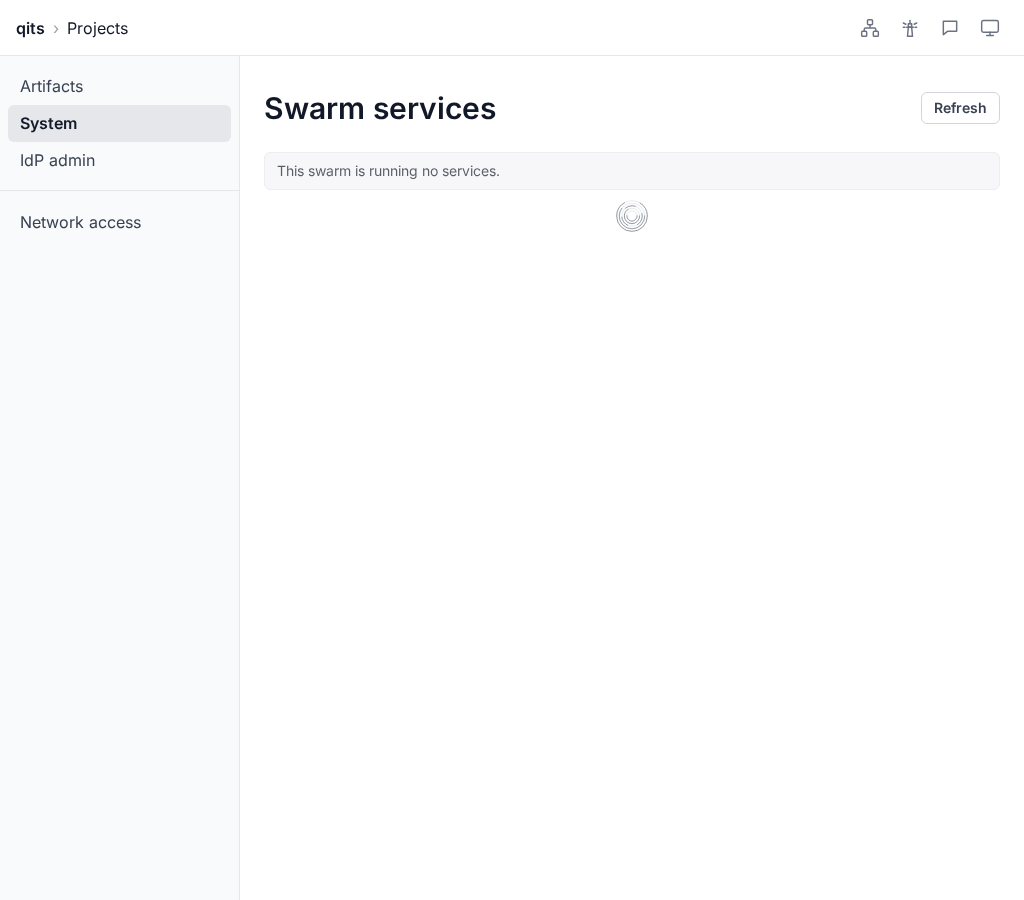 qits › Projects
Artifacts
System
IdP admin
Network access
Swarm services
Refresh
This swarm is running no services.